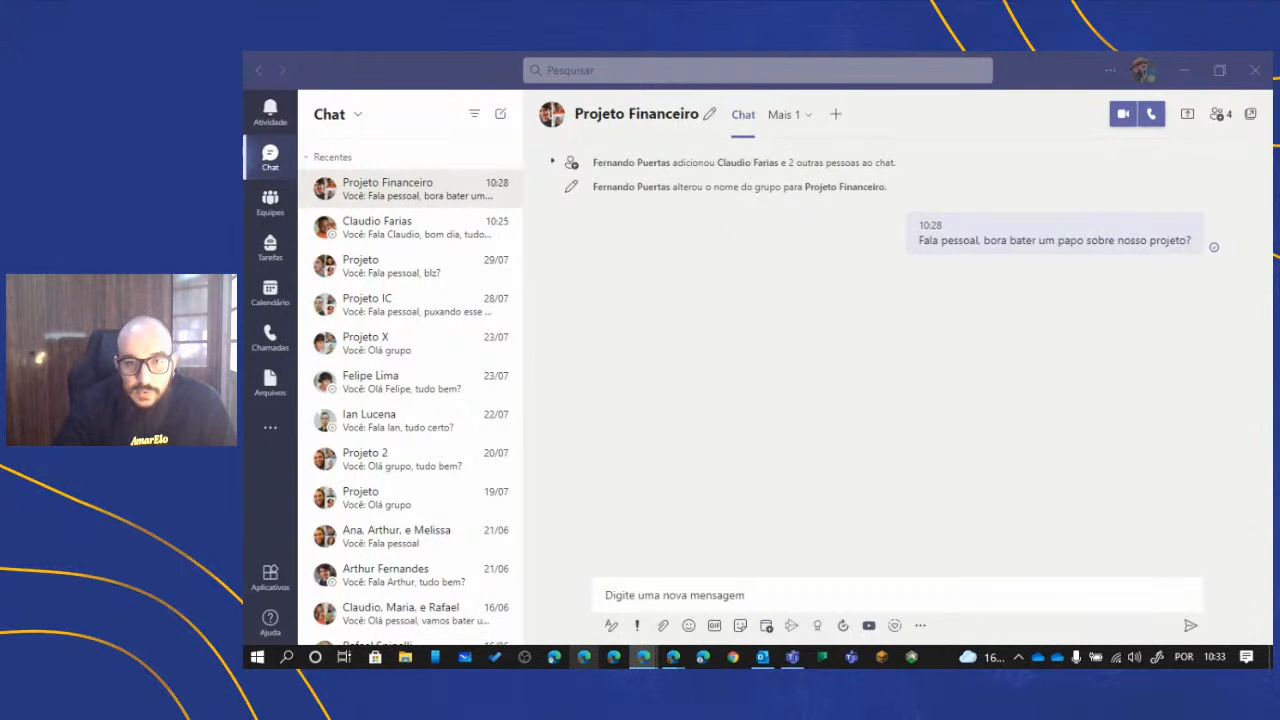 Pesquisar
Atividade
Chat
Equipes
Tarefas
Calendário
Chamadas
Arquivos
Aplicativos
Ajuda
Chat
Recentes
Projeto Financeiro 10:28
Você: Fala pessoal, bora bater um...
Claudio Farias 10:25
Você: Fala Claudio, bom dia, tudo...
Projeto 29/07
Você: Fala pessoal, blz?
Projeto IC 28/07
Você: Fala pessoal, puxando esse ...
Projeto X 23/07
Você: Olá grupo
Felipe Lima 23/07
Você: Olá Felipe, tudo bem?
Ian Lucena 22/07
Você: Fala Ian, tudo certo?
Projeto 2 20/07
Você: Olá grupo, tudo bem?
Projeto 19/07
Você: Olá grupo
Ana, Arthur, e Melissa 21/06
Você: Fala pessoal
Arthur Fernandes 21/06
Você: Fala Arthur, tudo bem?
Claudio, Maria, e Rafael 16/06
Você: Olá pessoal, vamos bater u...
Projeto Financeiro Chat Mais 1 4
Fernando Puertas adicionou Claudio Farias e 2 outras pessoas ao chat.
Fernando Puertas alterou o nome do grupo para Projeto Financeiro.
10:28
Fala pessoal, bora bater um papo sobre nosso projeto?
Digite uma nova mensagem
GIF
AmarElo
16... POR 10:33